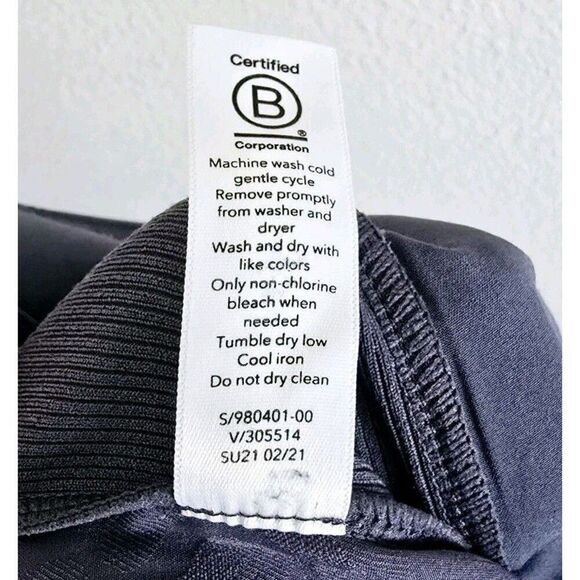 Certified
B
®
Corporation
Machine wash cold
gentle cycle
Remove promptly
from washer and
dryer
Wash and dry with
like colors
Only non-chlorine
bleach when
needed
Tumble dry low
Cool iron
Do not dry clean
S/980401-00
V/305514
SU21 02/21